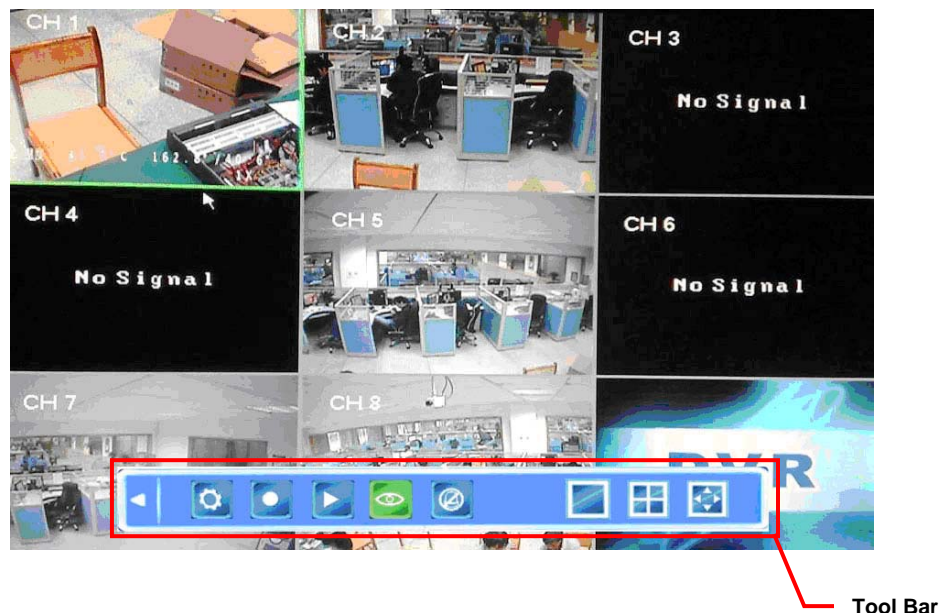 CH 1
CH 2
CH 3
No Signal
CH 4
No Signal
CH 5
CH 6
No Signal
CH 7
CH 8
DVR
Tool Bar